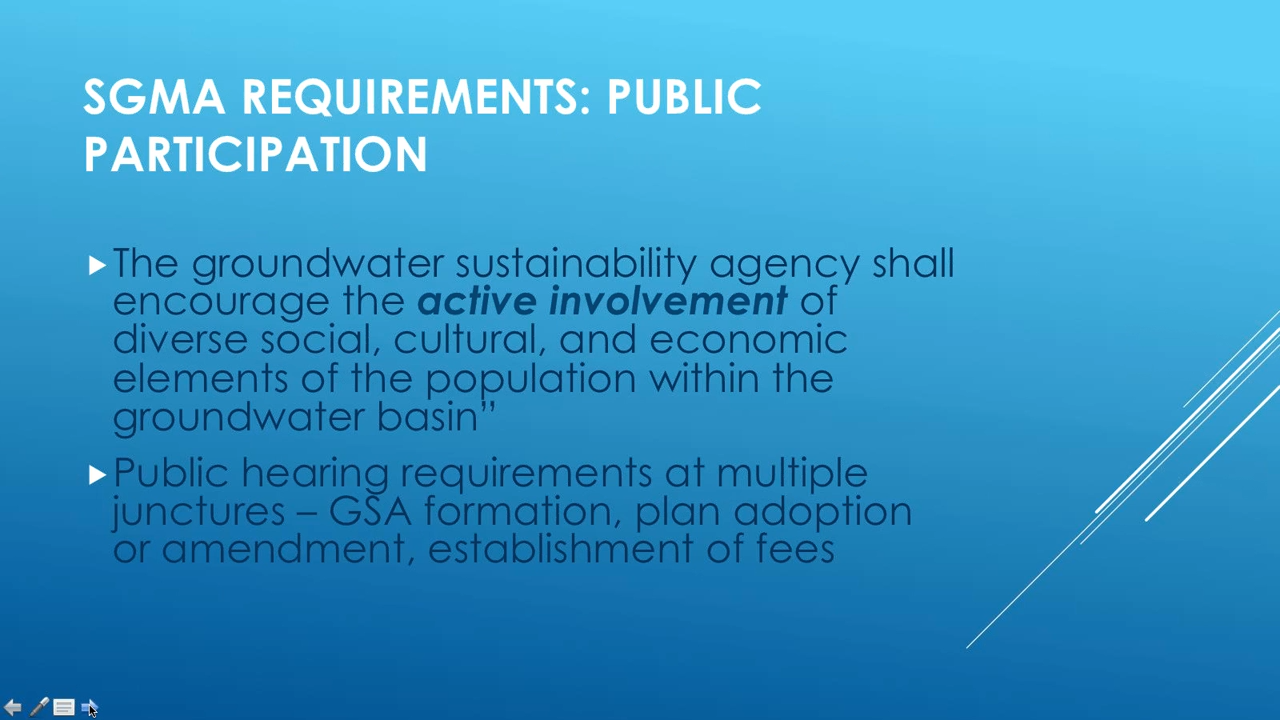 SGMA REQUIREMENTS: PUBLIC
PARTICIPATION
The groundwater sustainability agency shall
encourage the active involvement of
diverse social, cultural, and economic
elements of the population within the
groundwater basin”
Public hearing requirements at multiple
junctures – GSA formation, plan adoption
or amendment, establishment of fees